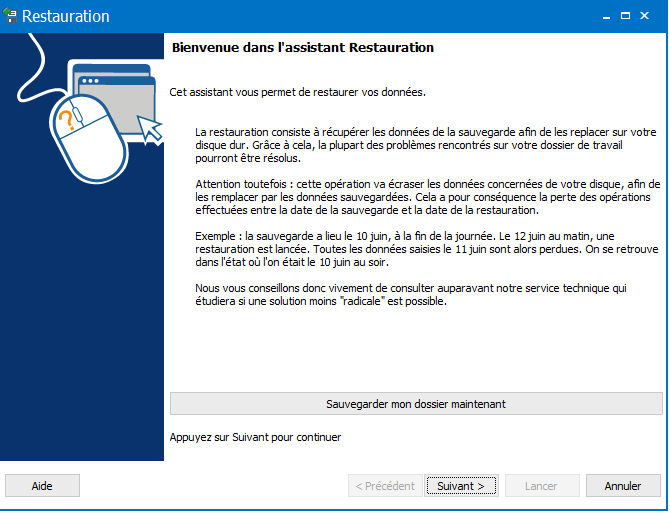 Restauration
Bienvenue dans l'assistant Restauration
Cet assistant vous permet de restaurer vos données.
La restauration consiste à récupérer les données de la sauvegarde afin de les replacer sur votre
disque dur. Grâce à cela, la plupart des problèmes rencontrés sur votre dossier de travail
pourront être résolus.
Attention toutefois : cette opération va écraser les données concernées de votre disque, afin de
les remplacer par les données sauvegardées. Cela a pour conséquence la perte des opérations
effectuées entre la date de la sauvegarde et la date de la restauration.
Exemple : la sauvegarde a lieu le 10 juin, à la fin de la journée. Le 12 juin au matin, une
restauration est lancée. Toutes les données saisies le 11 juin sont alors perdues. On se retrouve
dans l'état où l'on était le 10 juin au soir.
Nous vous conseillons donc vivement de consulter auparavant notre service technique qui
étudiera si une solution moins "radicale" est possible.
Sauvegarder mon dossier maintenant
Appuyez sur Suivant pour continuer
Aide
< Précédent
Suivant >
Lancer
Annuler